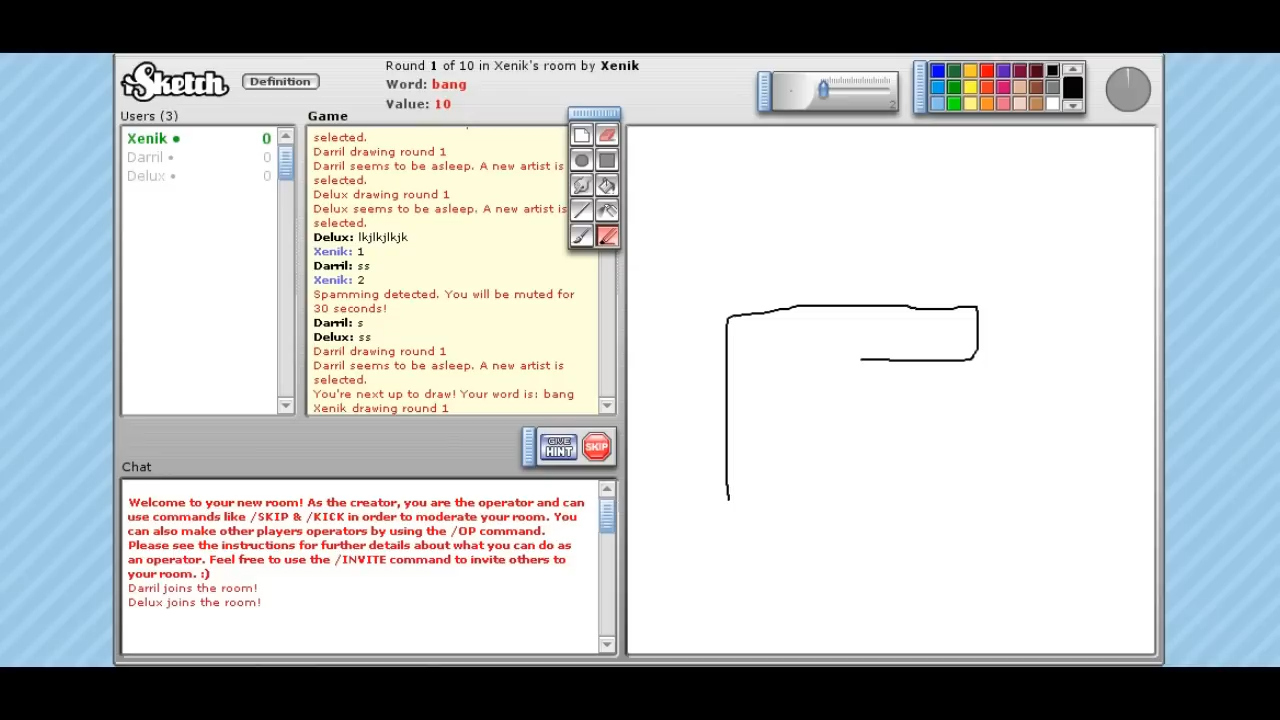 iSketch
Definition
Round 1 of 10 in Xenik's room by Xenik
Word: bang
Value: 10
2
Users (3)
Xenik • 0
Darril • 0
Delux • 0
Game
selected.
Darril drawing round 1
Darril seems to be asleep. A new artist is
selected.
Delux drawing round 1
Delux seems to be asleep. A new artist is
selected.
Delux: lkjlkjlkjk
Xenik: 1
Darril: ss
Xenik: 2
Spamming detected. You will be muted for
30 seconds!
Darril: s
Delux: ss
Darril drawing round 1
Darril seems to be asleep. A new artist is
selected.
You're next up to draw! Your word is: bang
Xenik drawing round 1
GIVE
HINT
SKIP
Chat
Welcome to your new room! As the creator, you are the operator and can
use commands like /SKIP & /KICK in order to moderate your room. You
can also make other players operators by using the /OP command.
Please see the instructions for further details about what you can do as
an operator. Feel free to use the /INVITE command to invite others to
your room. :)
Darril joins the room!
Delux joins the room!